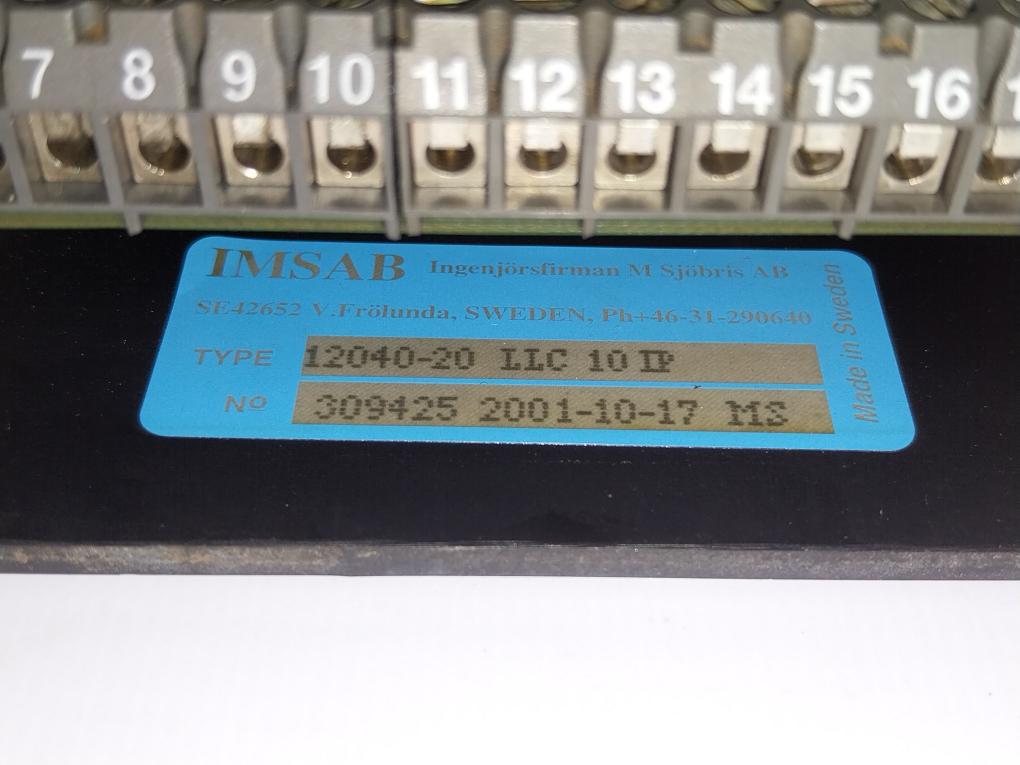 7 8 9 10 11 12 13 14 15 16
IMSAB Ingenjörsfirman M Sjöbris AB
SE42652 V.Frölunda, SWEDEN, Ph+46-31-290640
TYPE 12040-20 LLC 10 IP
Nº 309425 2001-10-17 MS
Made in Sweden